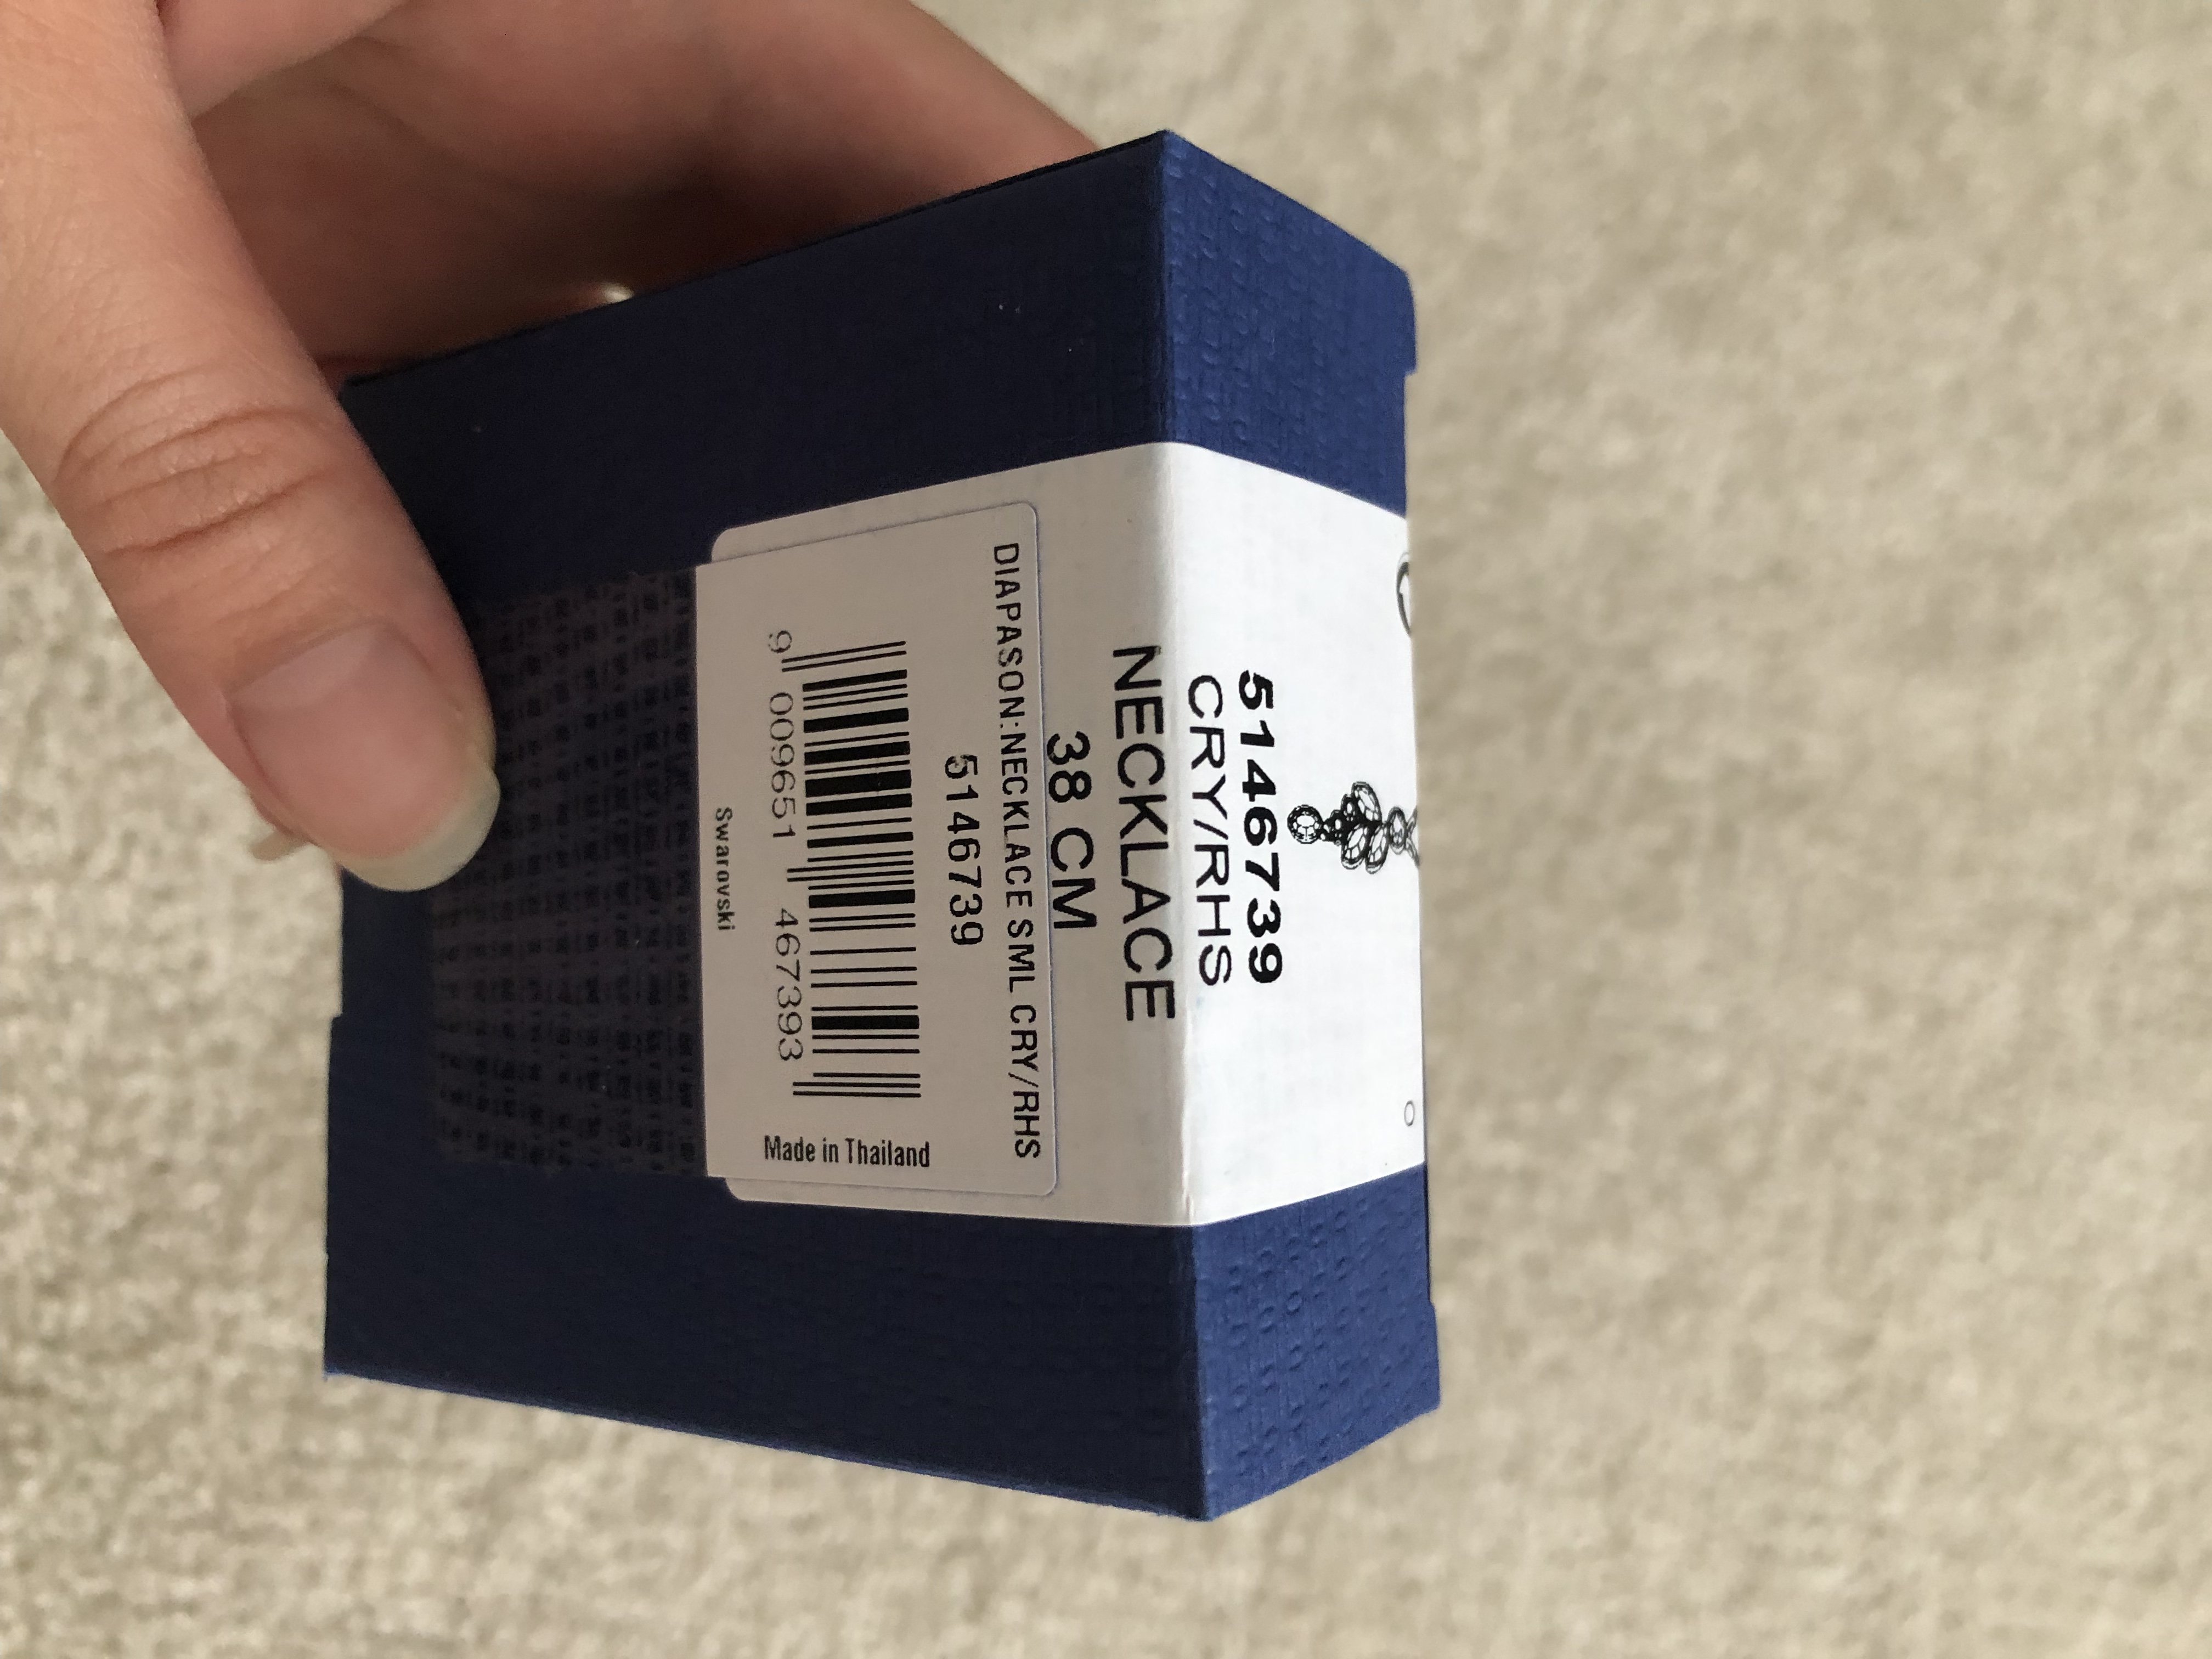 5146739
CRY/RHS
NECKLACE
38 CM
DIAPASON:NECKLACE SML CRY/RHS
5146739
9 009651 467393
Made in Thailand
Swarovski